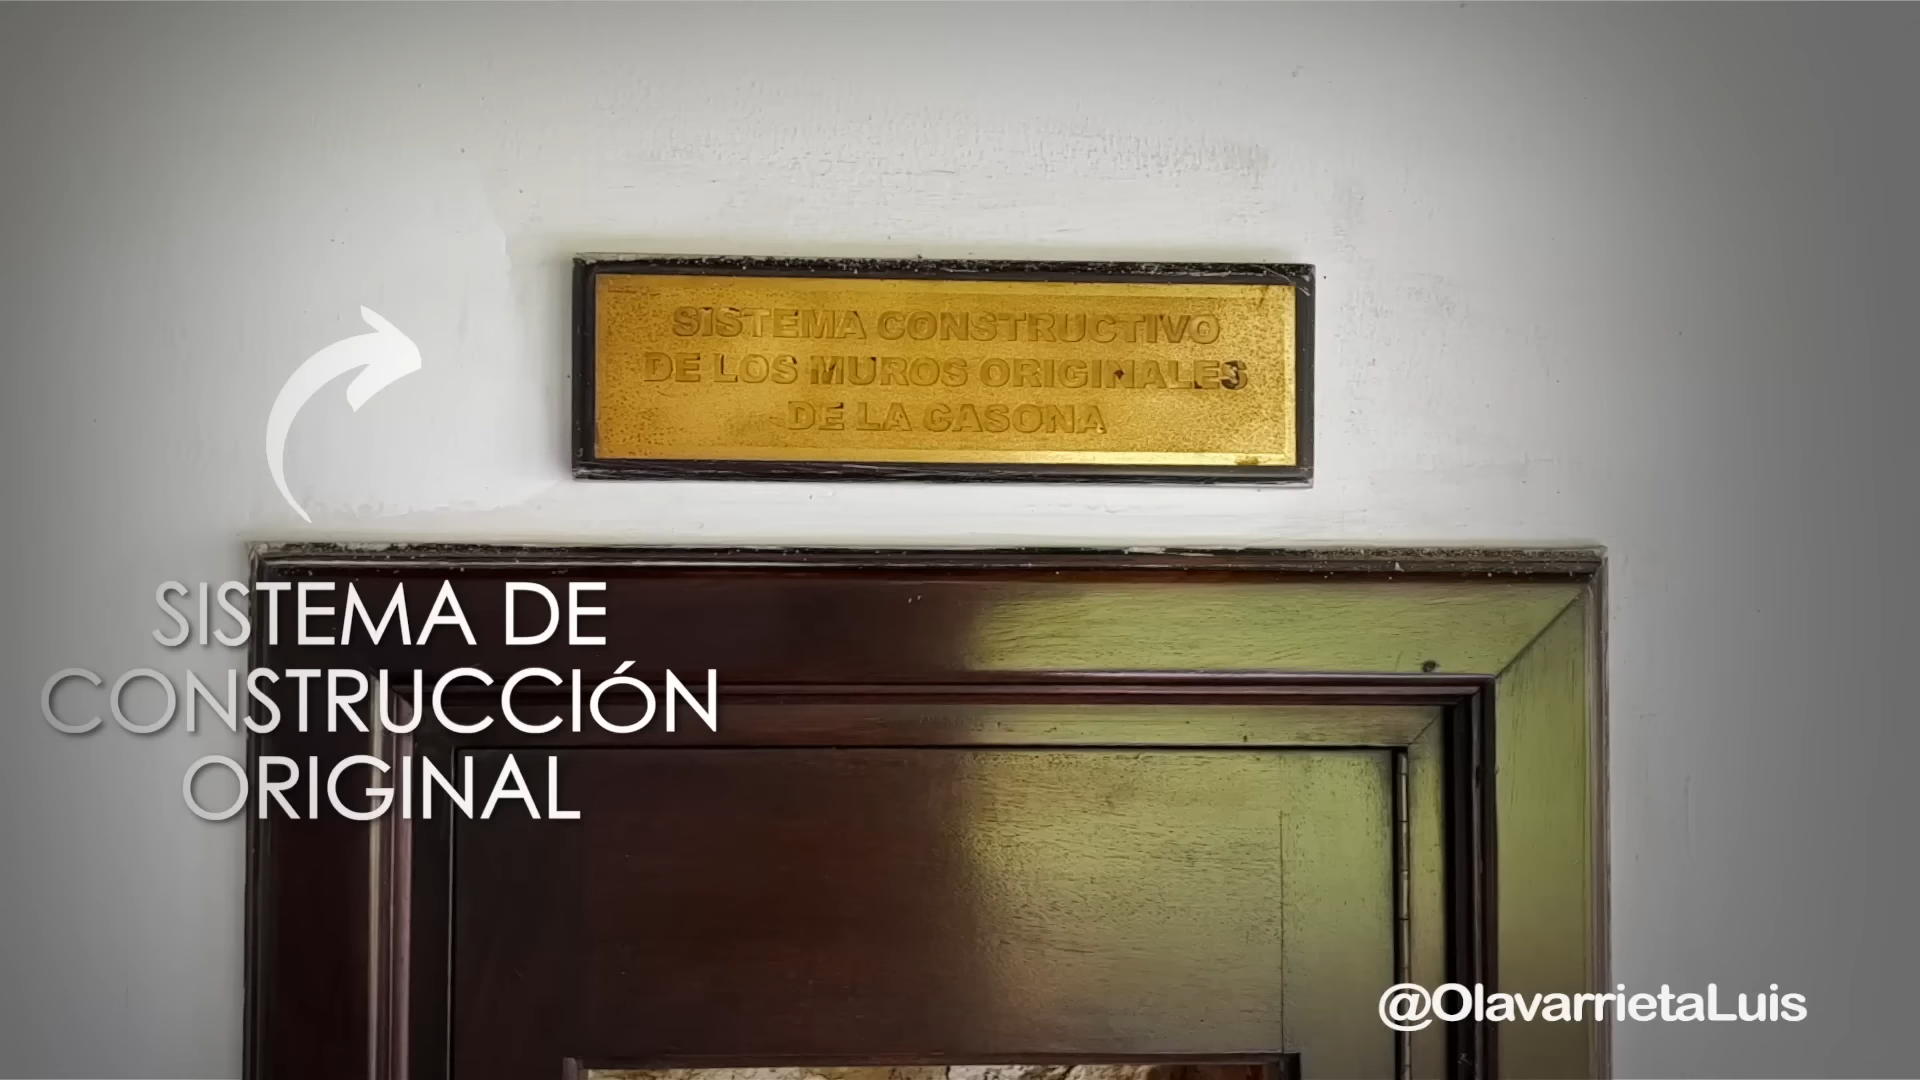 SISTEMA CONSTRUCTIVO
DE LOS MUROS ORIGINALES
DE LA CASONA
SISTEMA DE
CONSTRUCCIÓN
ORIGINAL
@OlavarrietaLuis